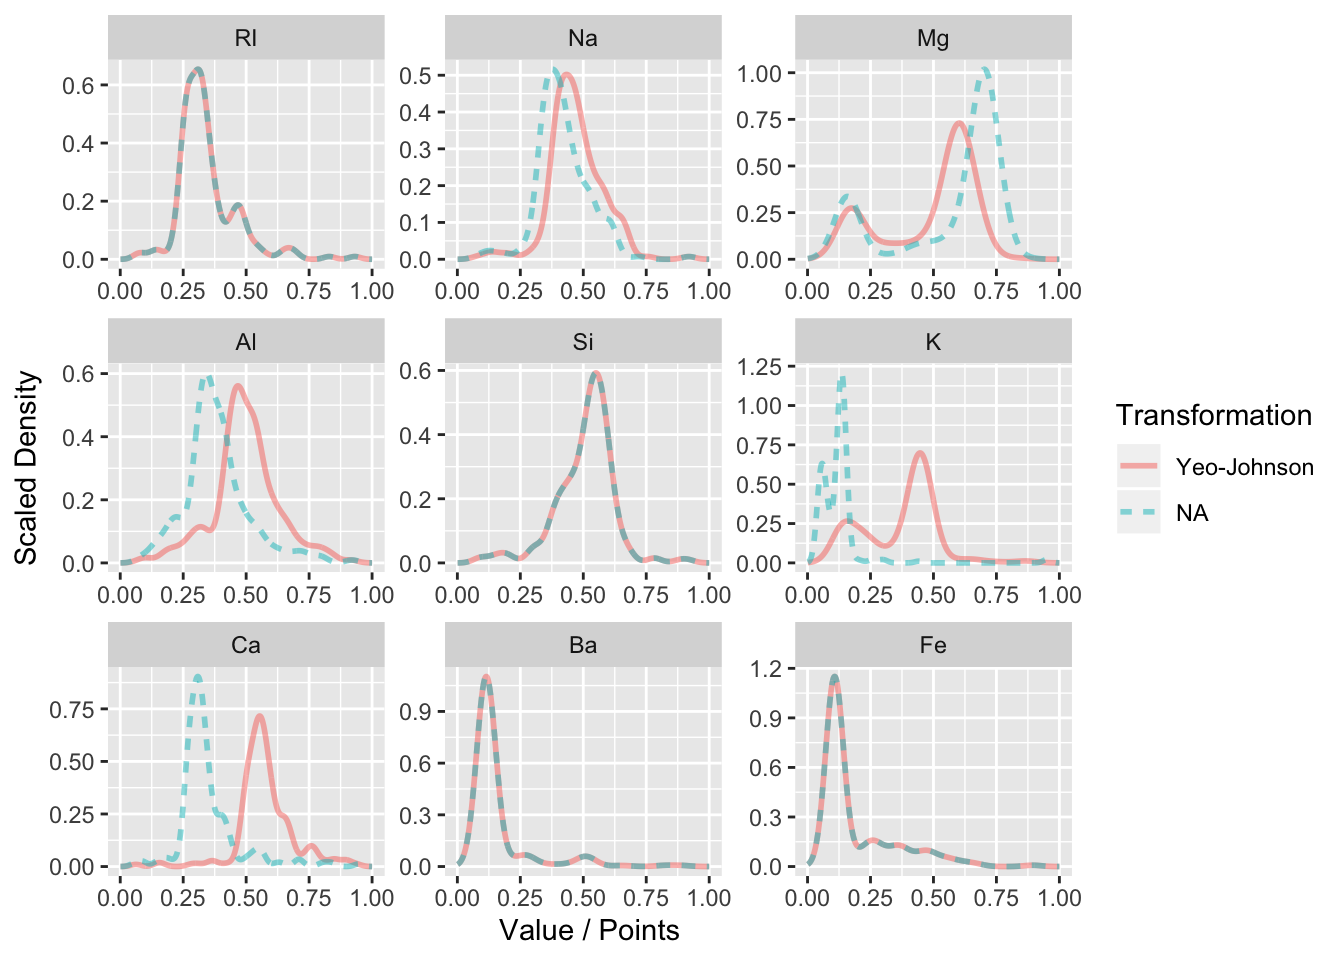 RI Na Mg
0.6 0.5 1.00
0.4 0.75
0.4 0.3 0.50
0.2 0.2 0.25
0.1
0.0 0.0 0.00
0.00 0.25 0.50 0.75 1.00 0.00 0.25 0.50 0.75 1.00 0.00 0.25 0.50 0.75 1.00
Al Si K
0.6 0.6 1.25
1.00
0.4 0.4 0.75
0.2 0.2 0.50
0.25
0.0 0.0 0.00
0.00 0.25 0.50 0.75 1.00 0.00 0.25 0.50 0.75 1.00 0.00 0.25 0.50 0.75 1.00
Ca Ba Fe
0.75 0.9 1.2
0.50 0.6 0.9
0.6
0.25 0.3 0.3
0.00 0.0 0.0
0.00 0.25 0.50 0.75 1.00 0.00 0.25 0.50 0.75 1.00 0.00 0.25 0.50 0.75 1.00
Scaled Density
Value / Points
Transformation
Yeo-Johnson
NA